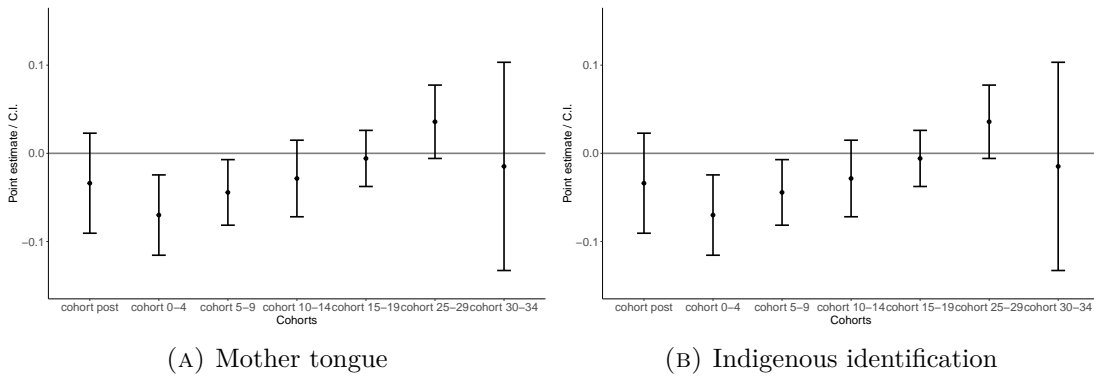 Point estimate / C.I.
0.1
0.0
−0.1
cohort post cohort 0−4 cohort 5−9 cohort 10−14 cohort 15−19 cohort 25−29 cohort 30−34
Cohorts
(A) Mother tongue
Point estimate / C.I.
0.1
0.0
−0.1
cohort post cohort 0−4 cohort 5−9 cohort 10−14 cohort 15−19 cohort 25−29 cohort 30−34
Cohorts
(B) Indigenous identification